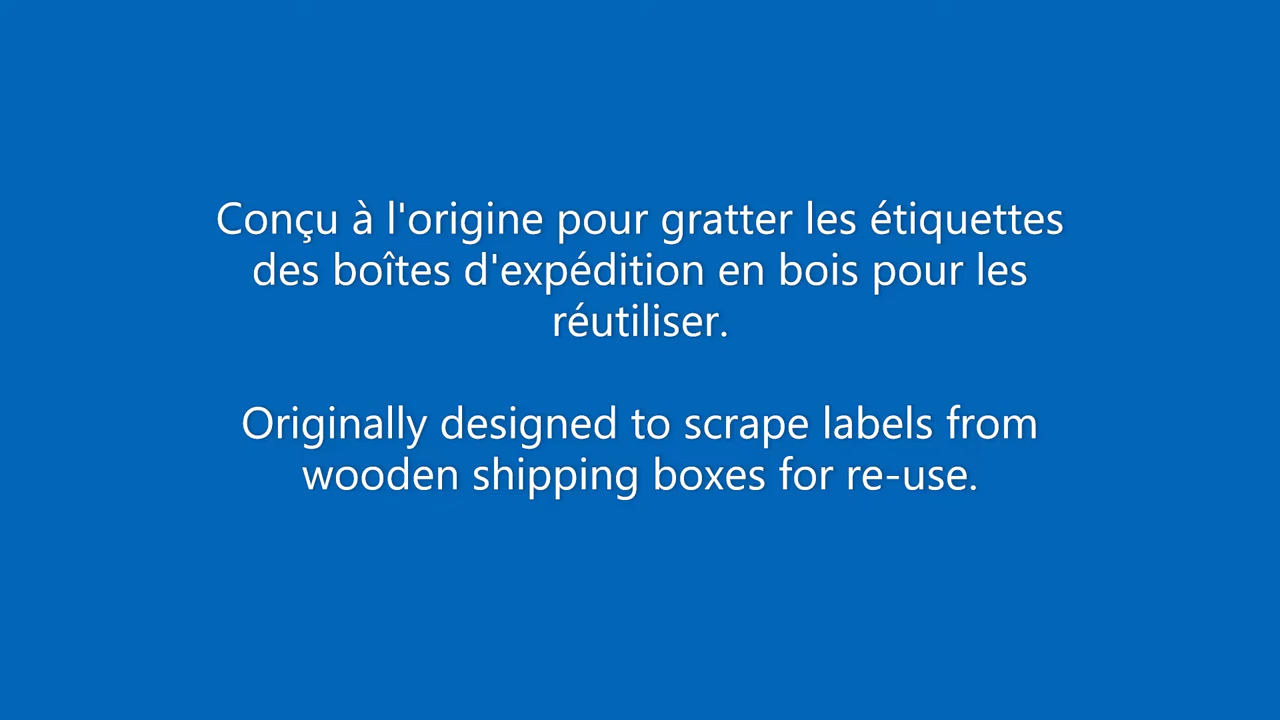 Conçu à l'origine pour gratter les étiquettes
des boîtes d'expédition en bois pour les
réutiliser.
Originally designed to scrape labels from
wooden shipping boxes for re-use.